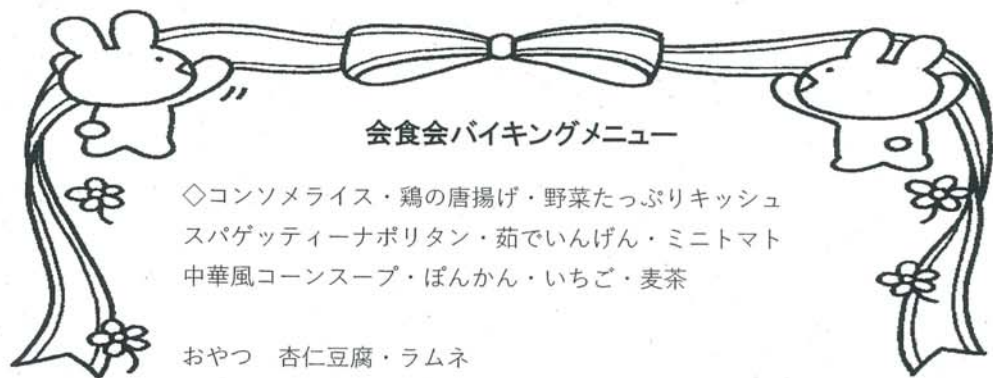 会食会バイキングメニュー
◇コンソメライス・鶏の唐揚げ・野菜たっぷりキッシュ
スパゲッティーナポリタン・茹でいんげん・ミニトマト
中華風コーンスープ・ぽんかん・いちご・麦茶
おやつ　杏仁豆腐・ラムネ